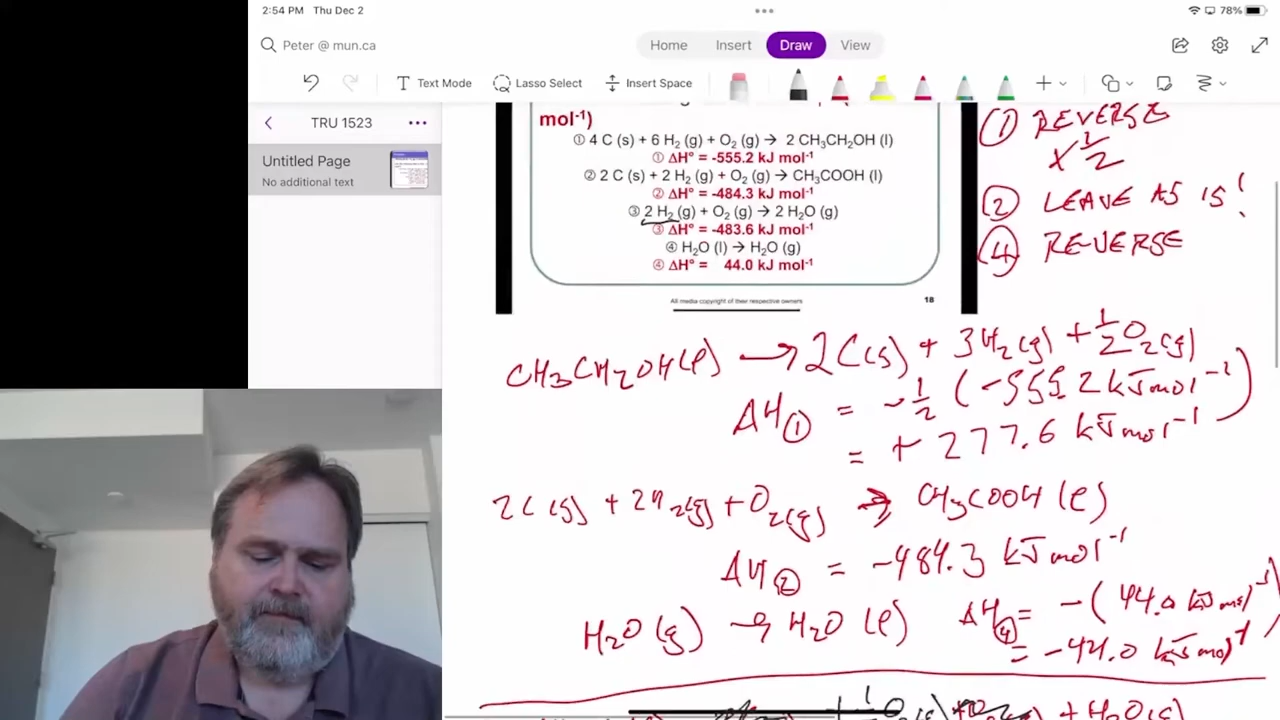 2:54 PM Thu Dec 2
78%
Peter @ mun.ca
Home Insert Draw View
Text Mode Lasso Select Insert Space
TRU 1523
Untitled Page
No additional text
mol⁻¹)
① 4 C (s) + 6 H₂ (g) + O₂ (g) → 2 CH₃CH₂OH (l)
① ΔH° = -555.2 kJ mol⁻¹
② 2 C (s) + 2 H₂ (g) + O₂ (g) → CH₃COOH (l)
② ΔH° = -484.3 kJ mol⁻¹
③ 2 H₂ (g) + O₂ (g) → 2 H₂O (g)
③ ΔH° = -483.6 kJ mol⁻¹
④ H₂O (l) → H₂O (g)
④ ΔH° = 44.0 kJ mol⁻¹
All media copyright of their respective owners
18
① REVERSE
x 1/2
② LEAVE AS IS!
④ REVERSE
CH₃CH₂OH(l) → 2C(s) + 3H₂(g) + 1/2 O₂(g)
ΔH① = -1/2 (-555.2 kJ mol⁻¹)
= +277.6 kJ mol⁻¹
2C(s) + 2H₂(g) + O₂(g) → CH₃COOH(l)
ΔH② = -484.3 kJ mol⁻¹
H₂O(g) → H₂O(l) ΔH④ = -(44.0 kJ mol⁻¹)
= -44.0 kJ mol⁻¹
+ H₂O(l)